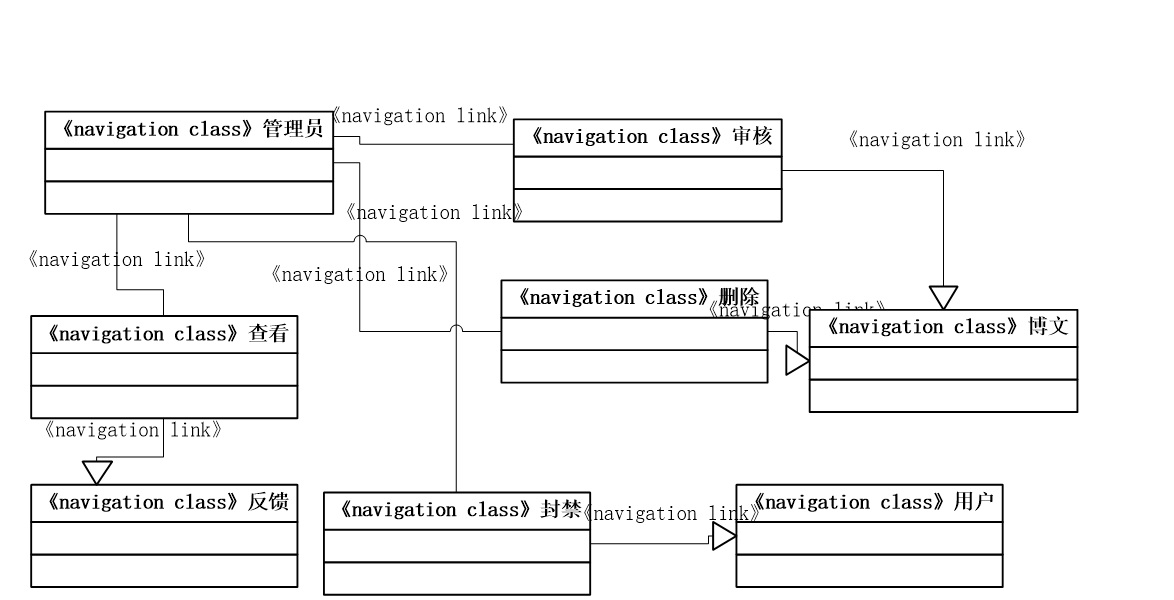 《navigation link》
《navigation class》管理员
《navigation class》审核
《navigation link》
《navigation link》
《navigation link》
《navigation link》
《navigation class》删除
《navigation link》
《navigation class》博文
《navigation class》查看
《navigation link》
《navigation class》反馈
《navigation class》封禁
《navigation link》
《navigation class》用户